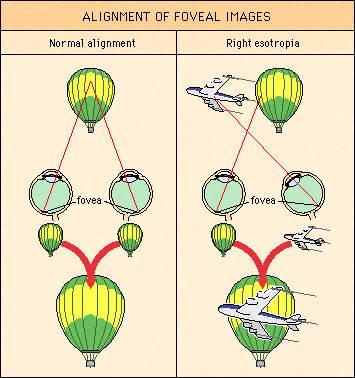 ALIGNMENT OF FOVEAL IMAGES
Normal alignment
Right esotropia
fovea
fovea